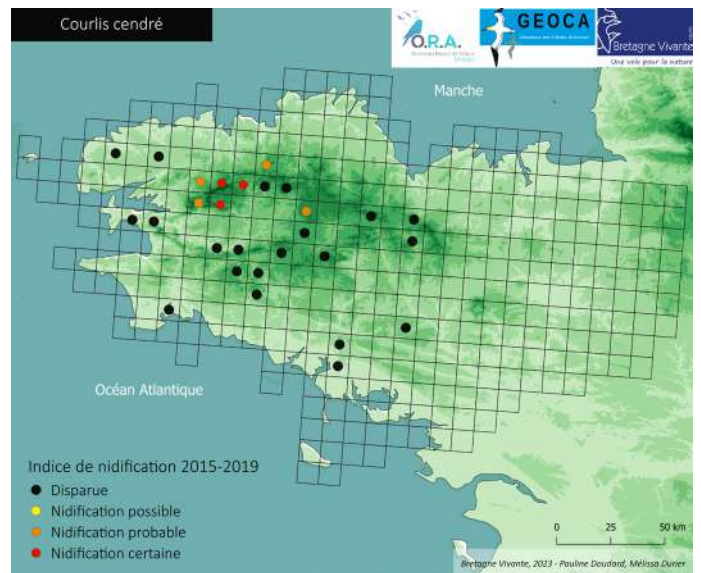 Courlis cendré
O.R.A.
GEOCA
Bretagne Vivante
Une voie pour la nature
Manche
Océan Atlantique
Indice de nidification 2015-2019
Disparue
Nidification possible
Nidification probable
Nidification certaine
0 25 50 km
Bretagne Vivante, 2023 - Pauline Doudard, Mélissa Durier